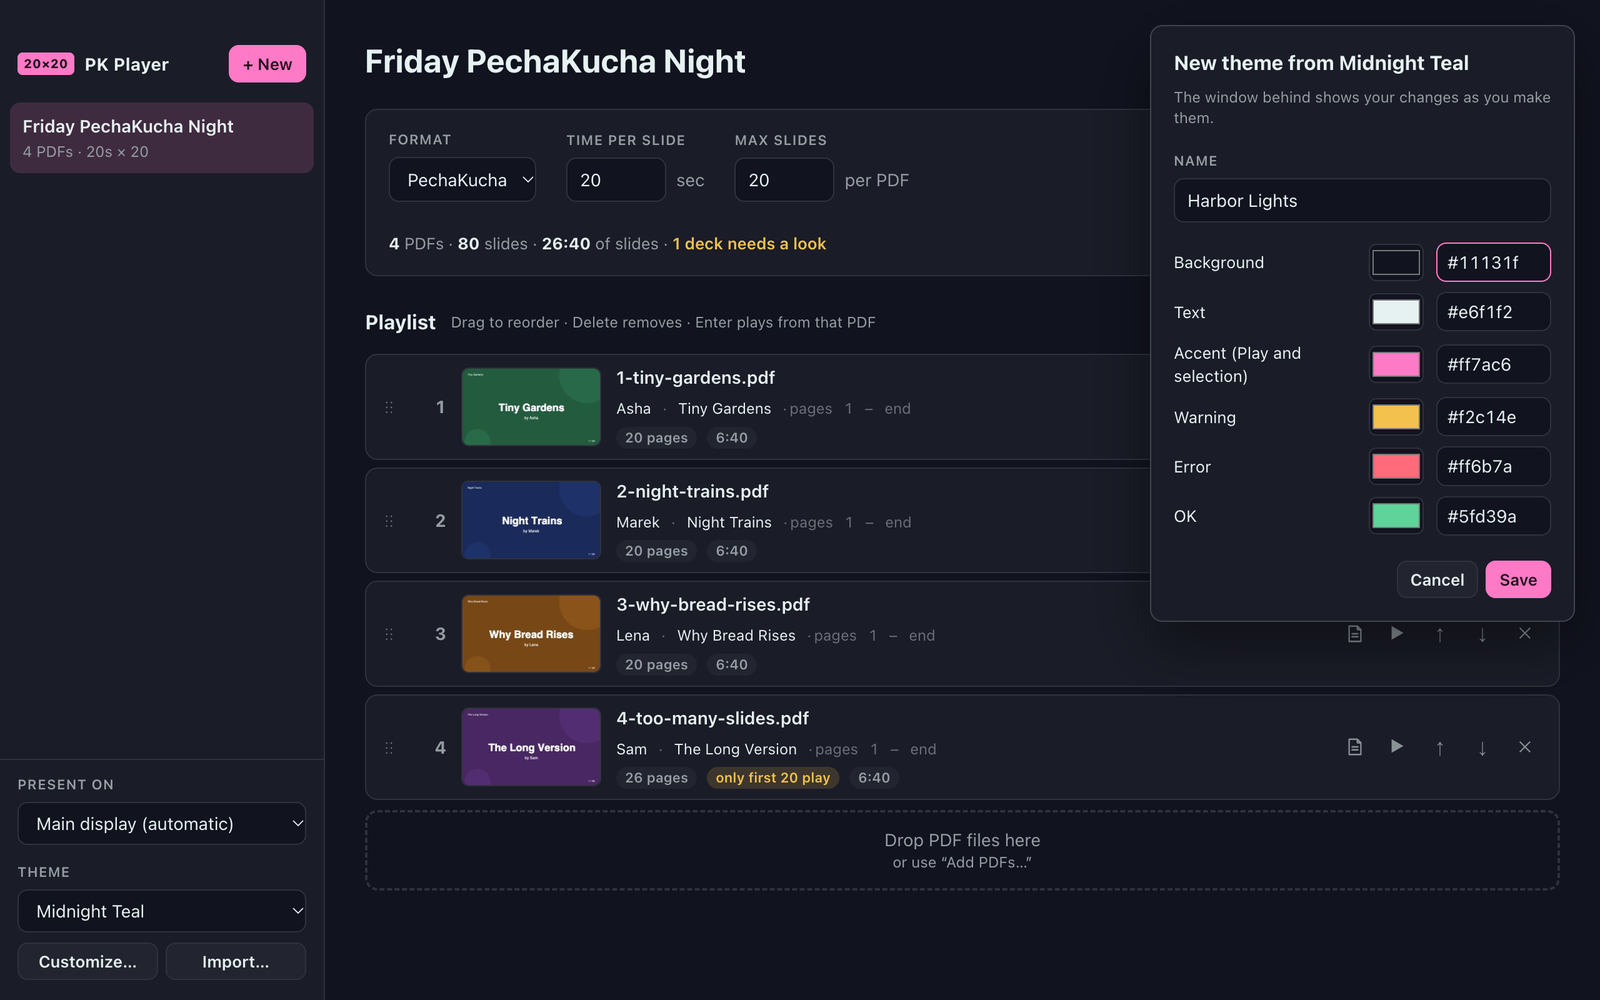 20×20 PK Player
+ New
Friday PechaKucha Night
4 PDFs · 20s × 20
PRESENT ON
Main display (automatic)
THEME
Midnight Teal
Customize...
Import...
Friday PechaKucha Night
FORMAT
TIME PER SLIDE
MAX SLIDES
PechaKucha
20 sec
20 per PDF
4 PDFs · 80 slides · 26:40 of slides · 1 deck needs a look
Playlist Drag to reorder · Delete removes · Enter plays from that PDF
1
Tiny Gardens
by Asha
1-tiny-gardens.pdf
Asha · Tiny Gardens · pages 1 – end
20 pages 6:40
2
Night Trains
by Marek
2-night-trains.pdf
Marek · Night Trains · pages 1 – end
20 pages 6:40
3
Why Bread Rises
by Lena
3-why-bread-rises.pdf
Lena · Why Bread Rises · pages 1 – end
20 pages 6:40
4
The Long Version
by Sam
4-too-many-slides.pdf
Sam · The Long Version · pages 1 – end
26 pages only first 20 play 6:40
Drop PDF files here
or use “Add PDFs…”
New theme from Midnight Teal
The window behind shows your changes as you make
them.
NAME
Harbor Lights
Background #11131f
Text #e6f1f2
Accent (Play and
selection) #ff7ac6
Warning #f2c14e
Error #ff6b7a
OK #5fd39a
Cancel
Save